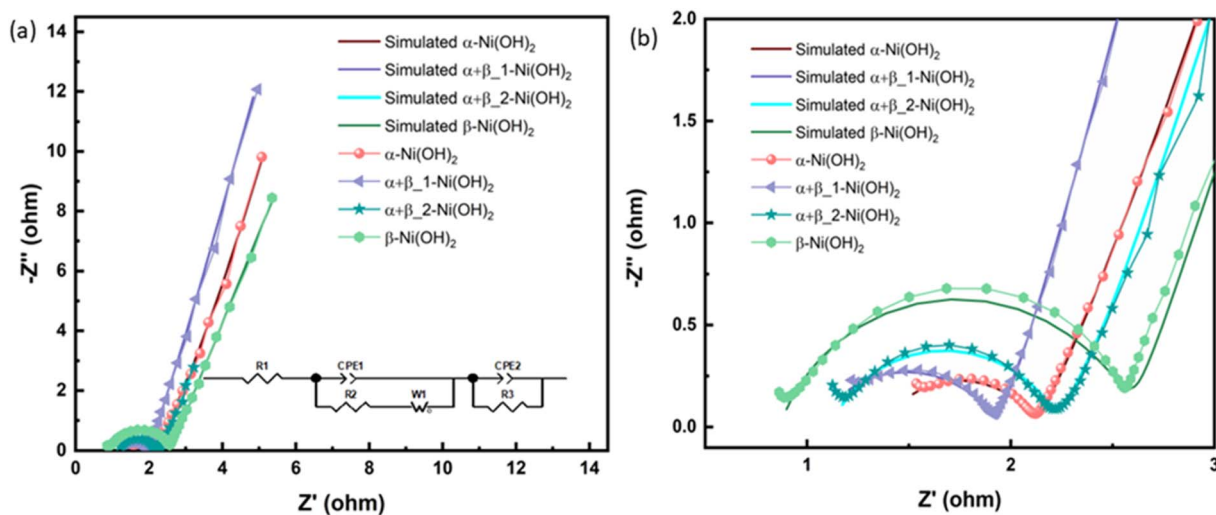 (a)
14
12
10
8
6
4
2
0
-Z'' (ohm)
Simulated α-Ni(OH)₂
Simulated α+β_1-Ni(OH)₂
Simulated α+β_2-Ni(OH)₂
Simulated β-Ni(OH)₂
α-Ni(OH)₂
α+β_1-Ni(OH)₂
α+β_2-Ni(OH)₂
β-Ni(OH)₂
R1 CPE1 CPE2
R2 W1 R3
0 2 4 6 8 10 12 14
Z' (ohm)
(b)
2.0
1.5
1.0
0.5
0.0
-Z'' (ohm)
Simulated α-Ni(OH)₂
Simulated α+β_1-Ni(OH)₂
Simulated α+β_2-Ni(OH)₂
Simulated β-Ni(OH)₂
α-Ni(OH)₂
α+β_1-Ni(OH)₂
α+β_2-Ni(OH)₂
β-Ni(OH)₂
1 2 3
Z' (ohm)